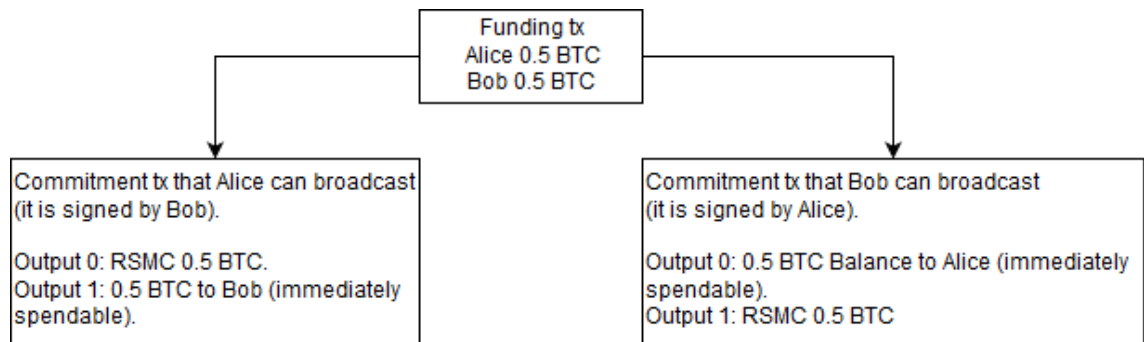 Funding tx
Alice 0.5 BTC
Bob 0.5 BTC
Commitment tx that Alice can broadcast
(it is signed by Bob).
Output 0: RSMC 0.5 BTC.
Output 1: 0.5 BTC to Bob (immediately
spendable).
Commitment tx that Bob can broadcast
(it is signed by Alice).
Output 0: 0.5 BTC Balance to Alice (immediately
spendable).
Output 1: RSMC 0.5 BTC